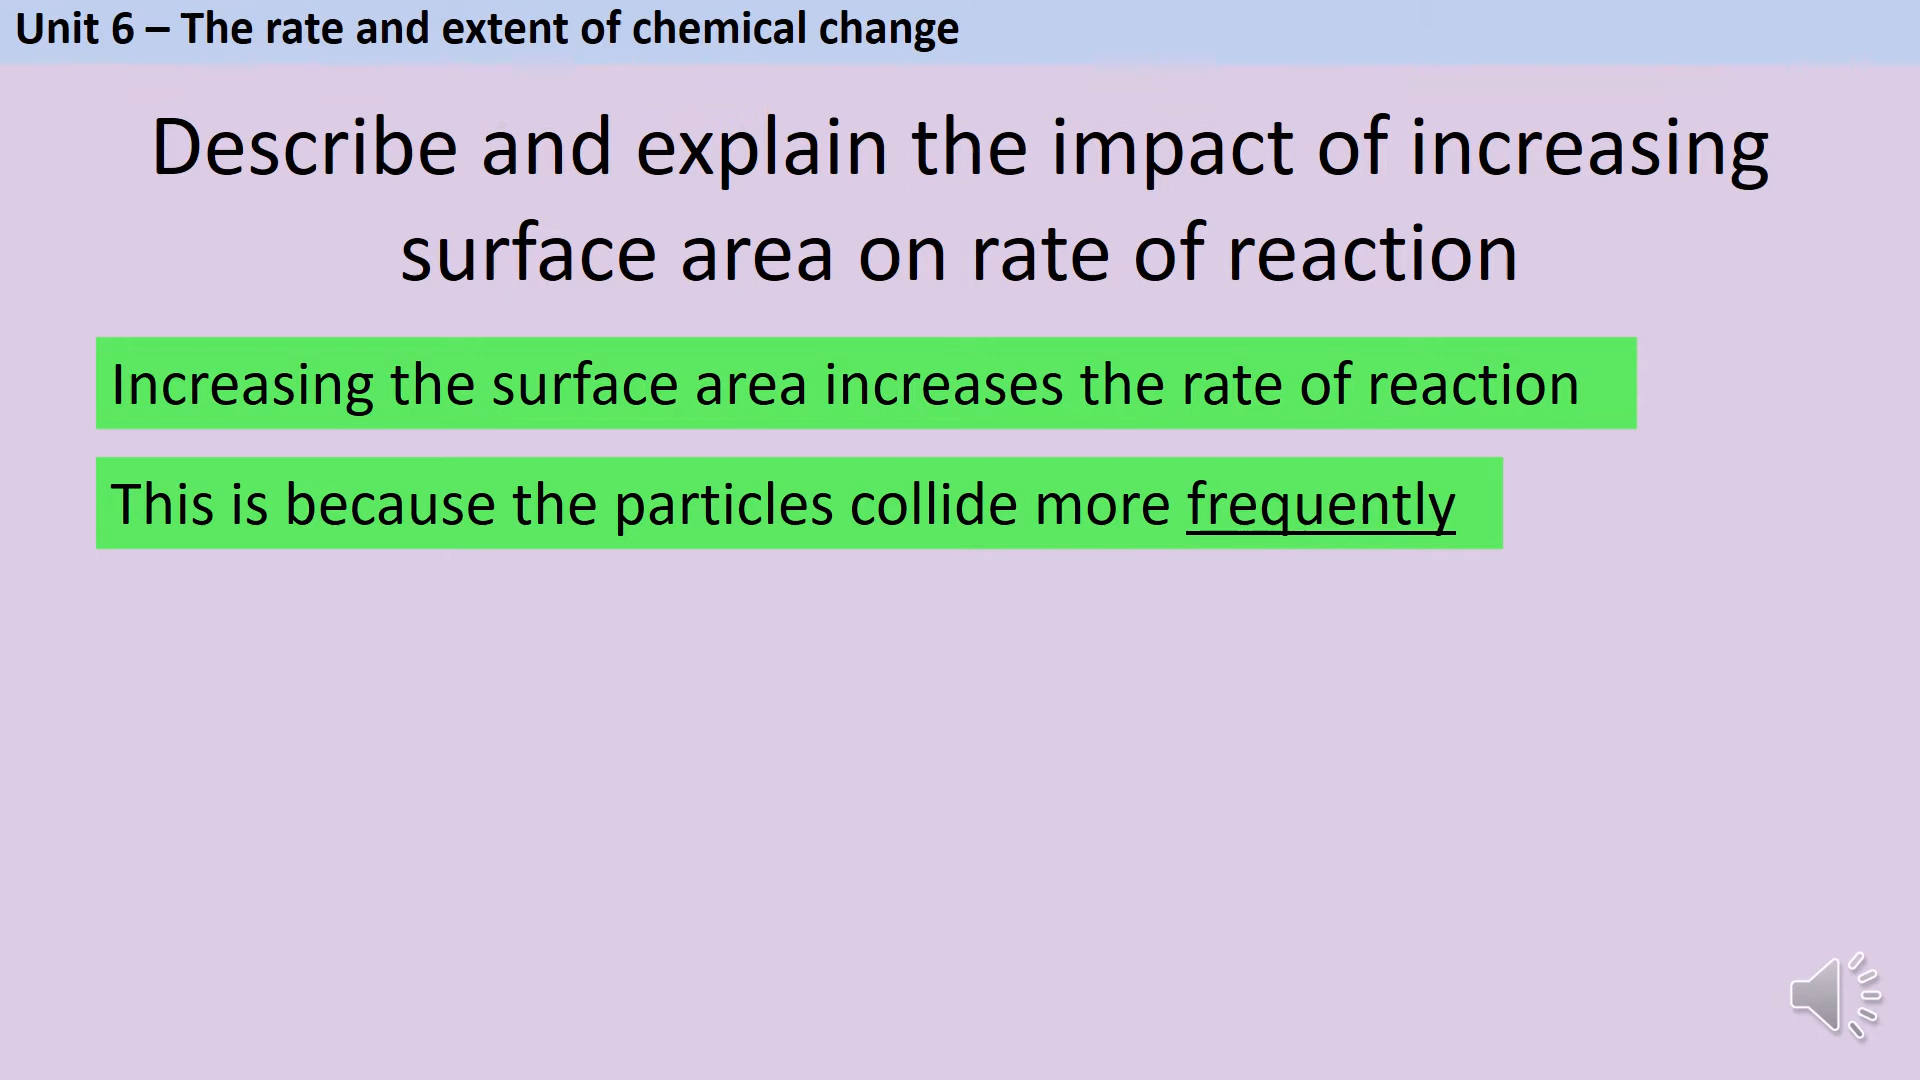 Unit 6 – The rate and extent of chemical change
Describe and explain the impact of increasing
surface area on rate of reaction
Increasing the surface area increases the rate of reaction
This is because the particles collide more frequently